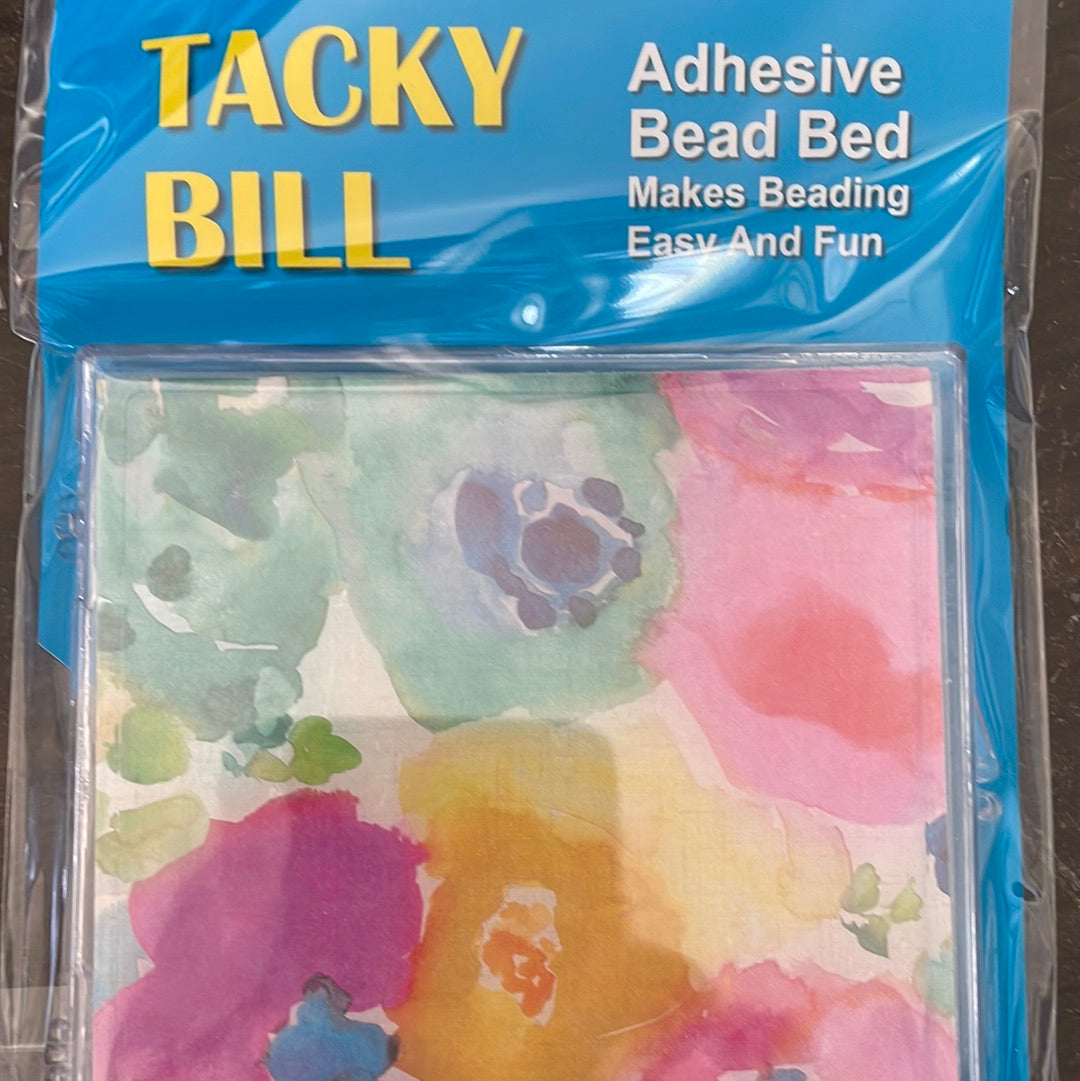 TACKY
BILL
Adhesive
Bead Bed
Makes Beading
Easy And Fun